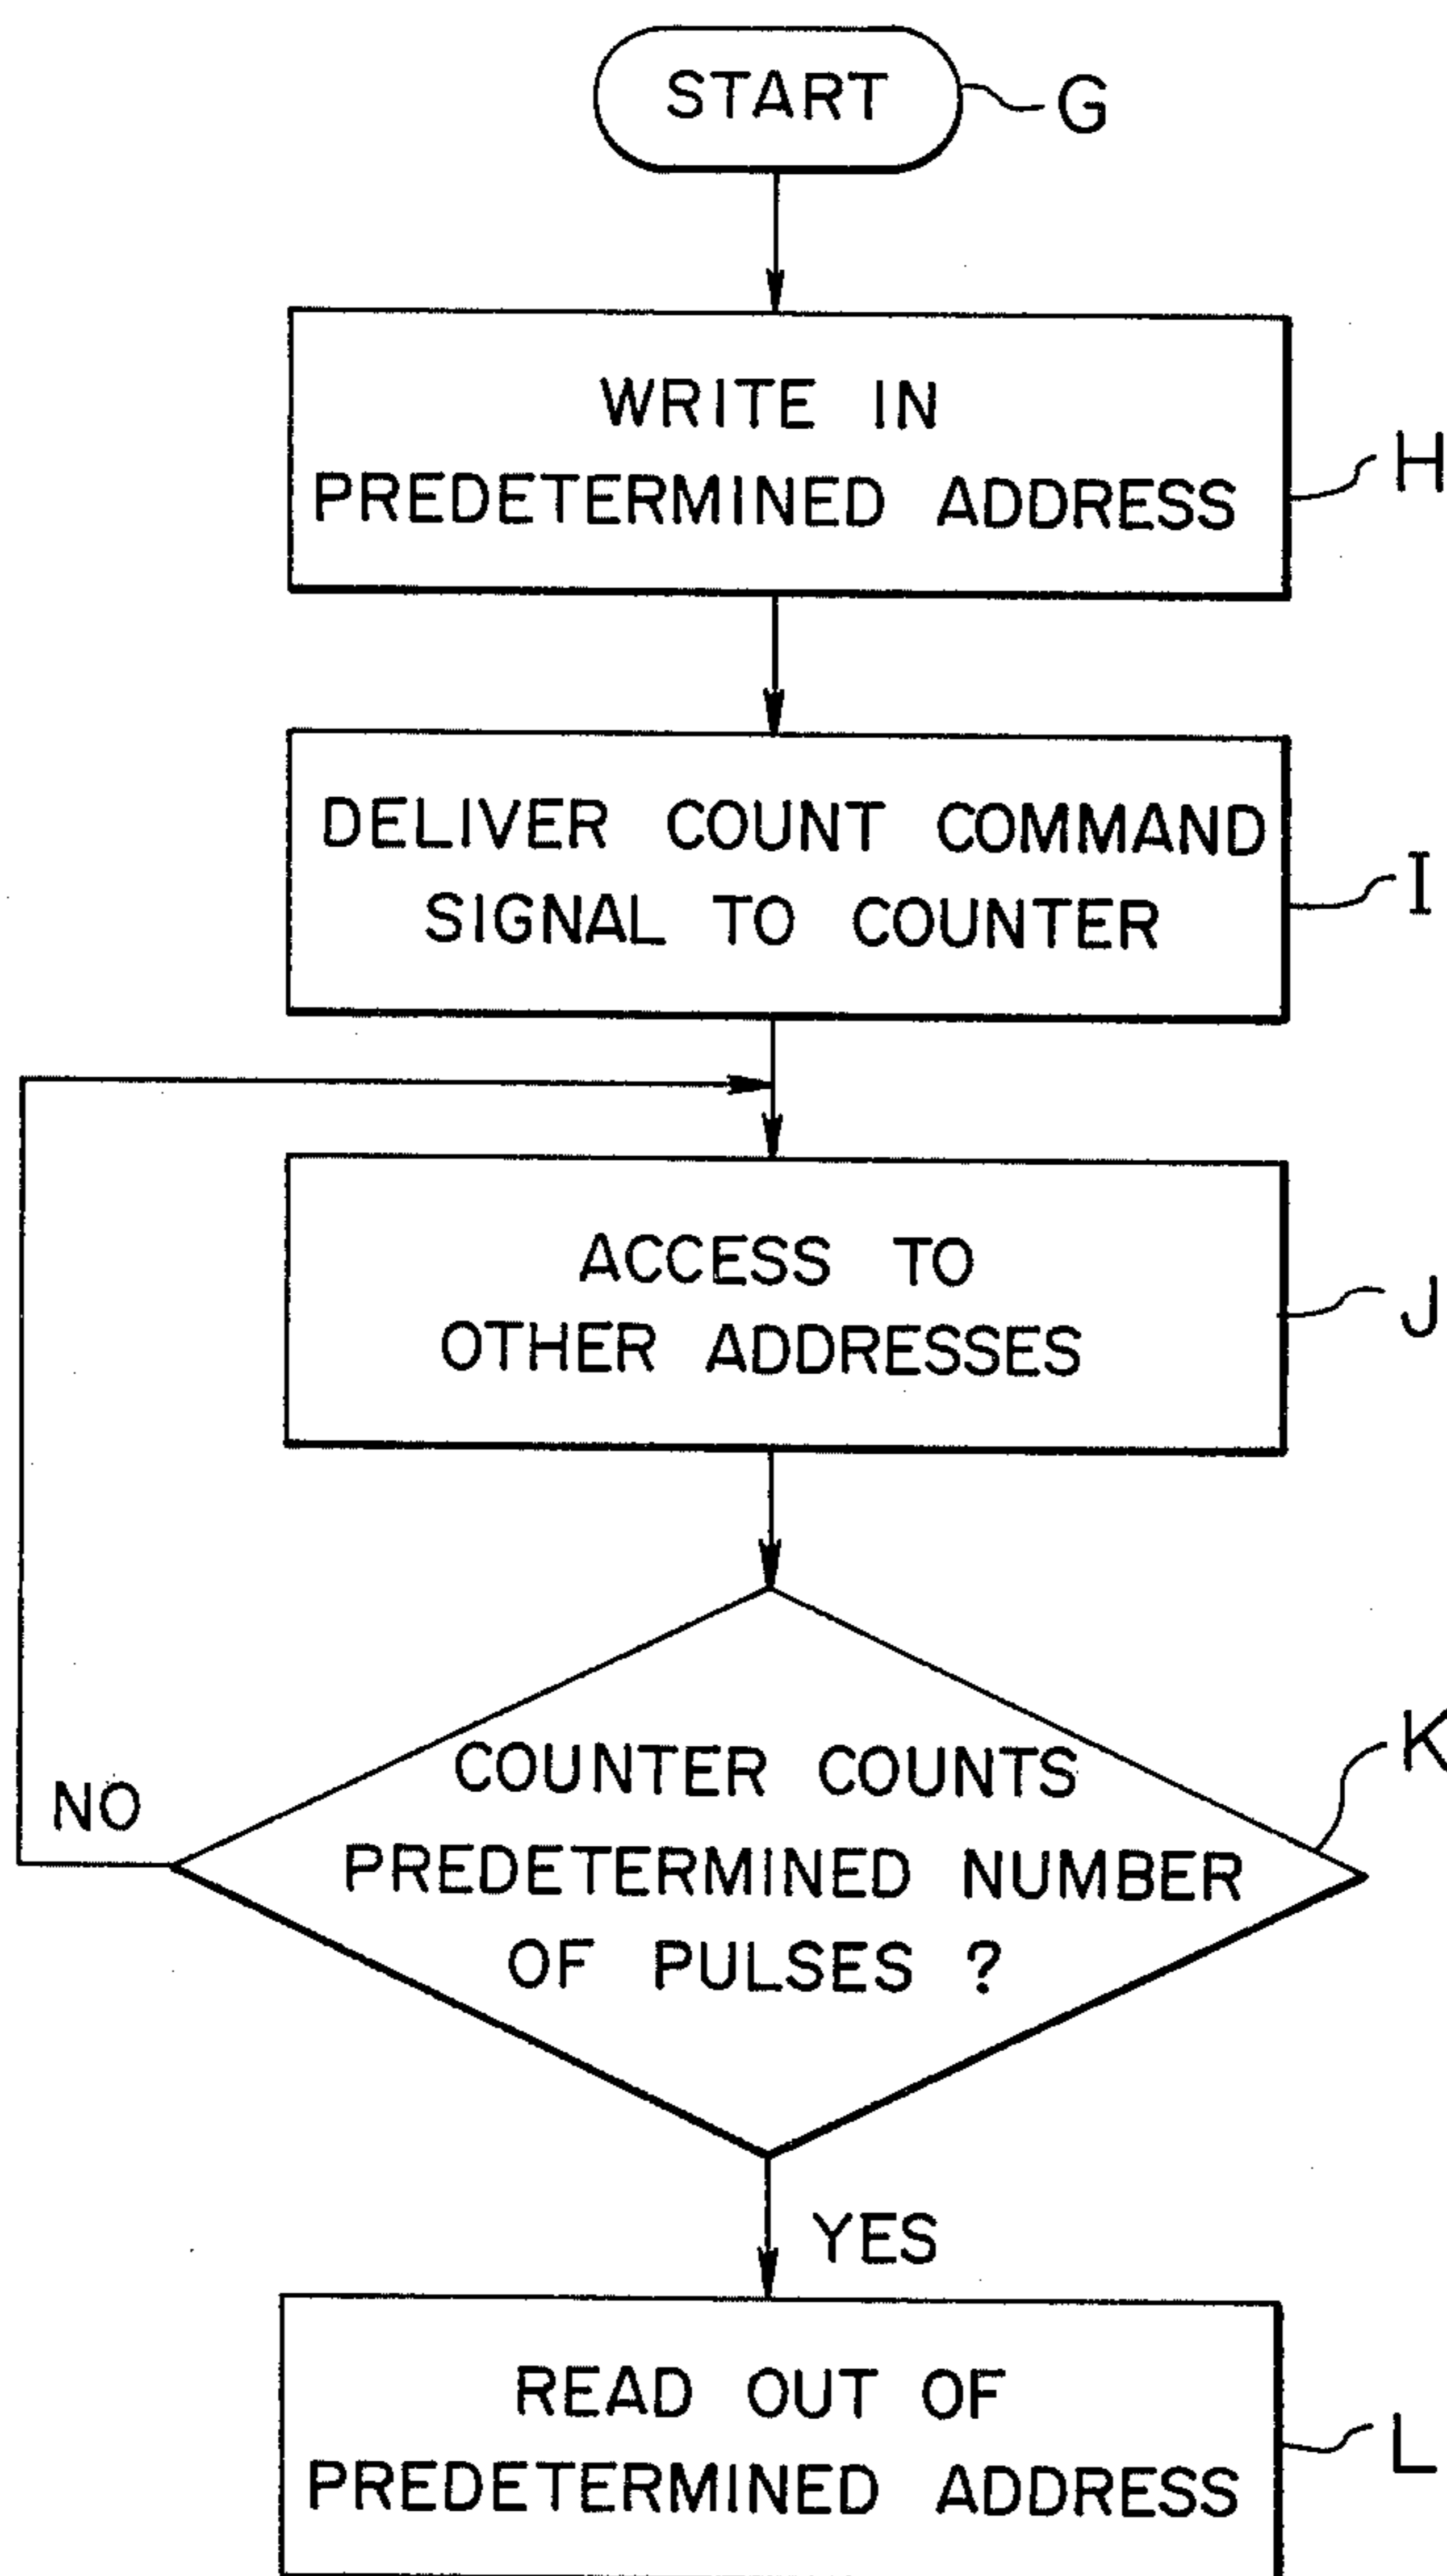 START
G
WRITE IN
PREDETERMINED ADDRESS
H
DELIVER COUNT COMMAND
SIGNAL TO COUNTER
I
ACCESS TO
OTHER ADDRESSES
J
COUNTER COUNTS
PREDETERMINED NUMBER
OF PULSES ?
K
NO
YES
READ OUT OF
PREDETERMINED ADDRESS
L